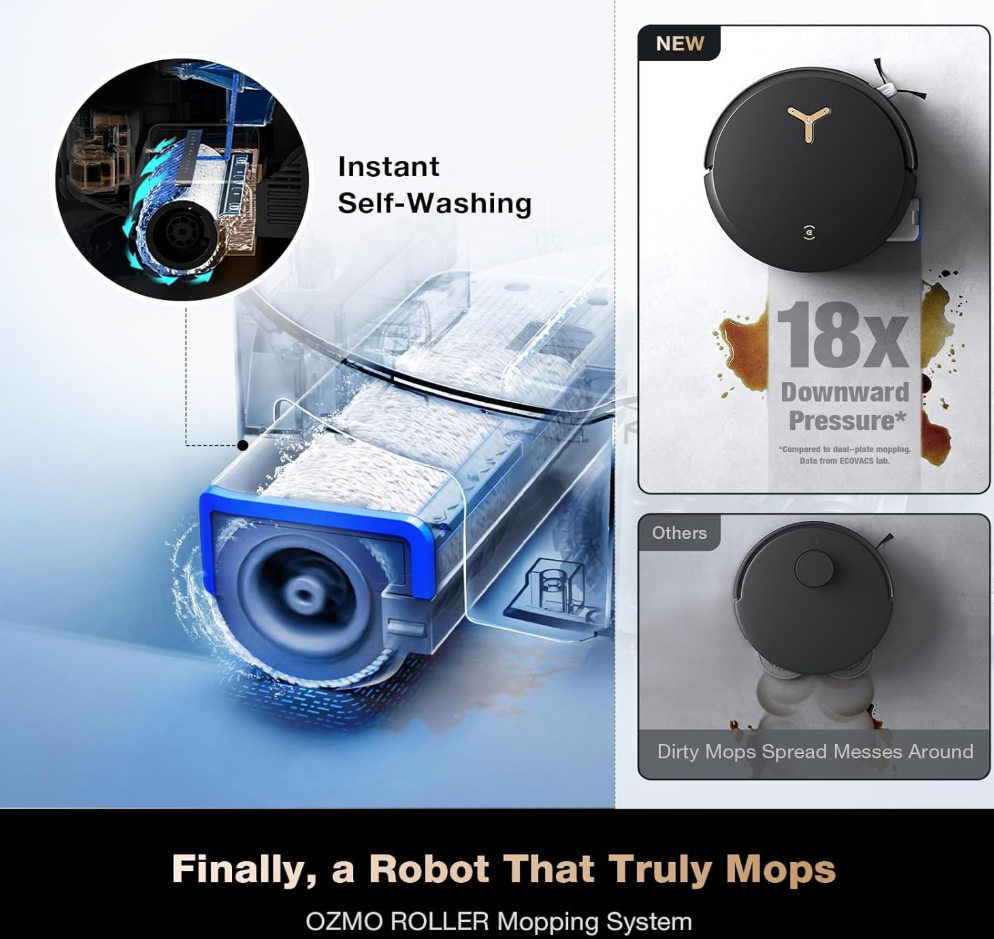 Instant
Self-Washing
NEW
18x
Downward
Pressure*
*Compared to dual-plate mopping.
Data from ECOVACS lab.
Others
Dirty Mops Spread Messes Around
Finally, a Robot That Truly Mops
OZMO ROLLER Mopping System